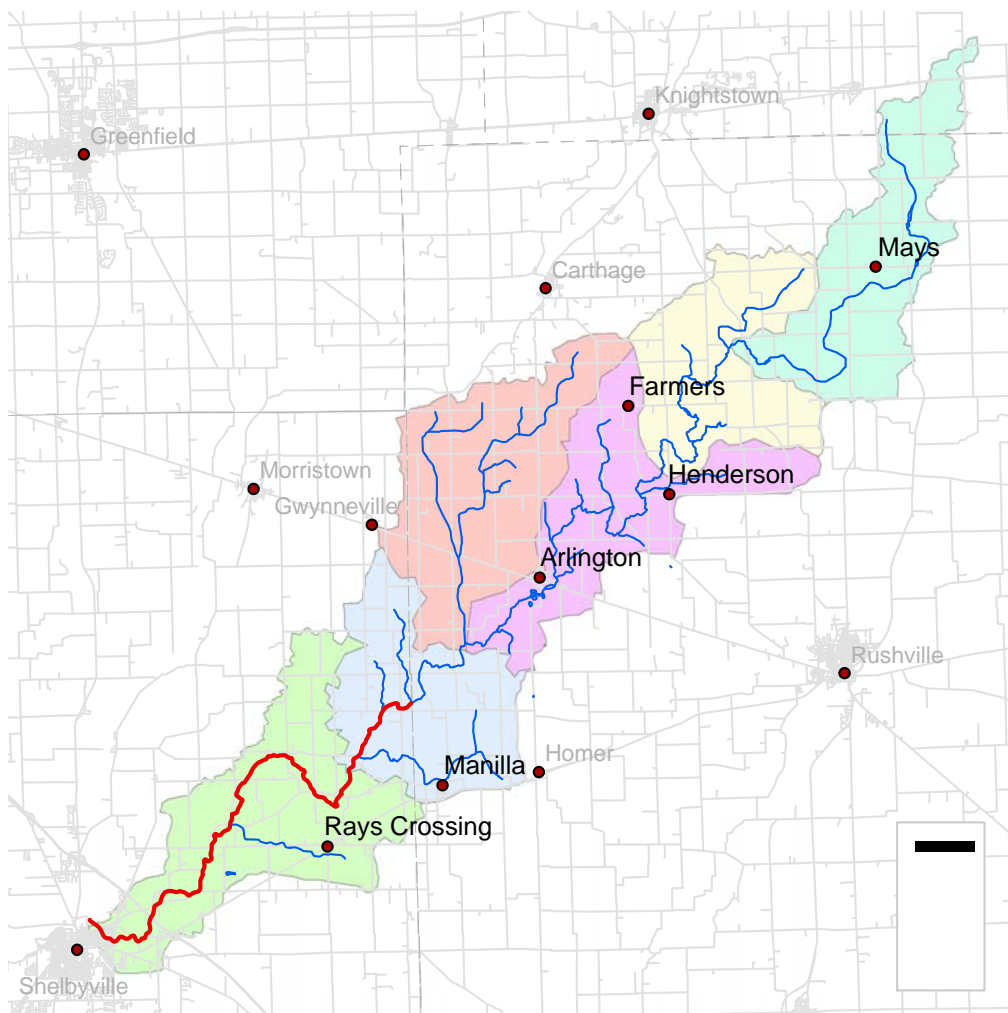 Knightstown
Greenfield
Mays
Carthage
Farmers
Morristown
Henderson
Gwynneville
Arlington
Rushville
Homer
Manilla
Rays Crossing
Shelbyville